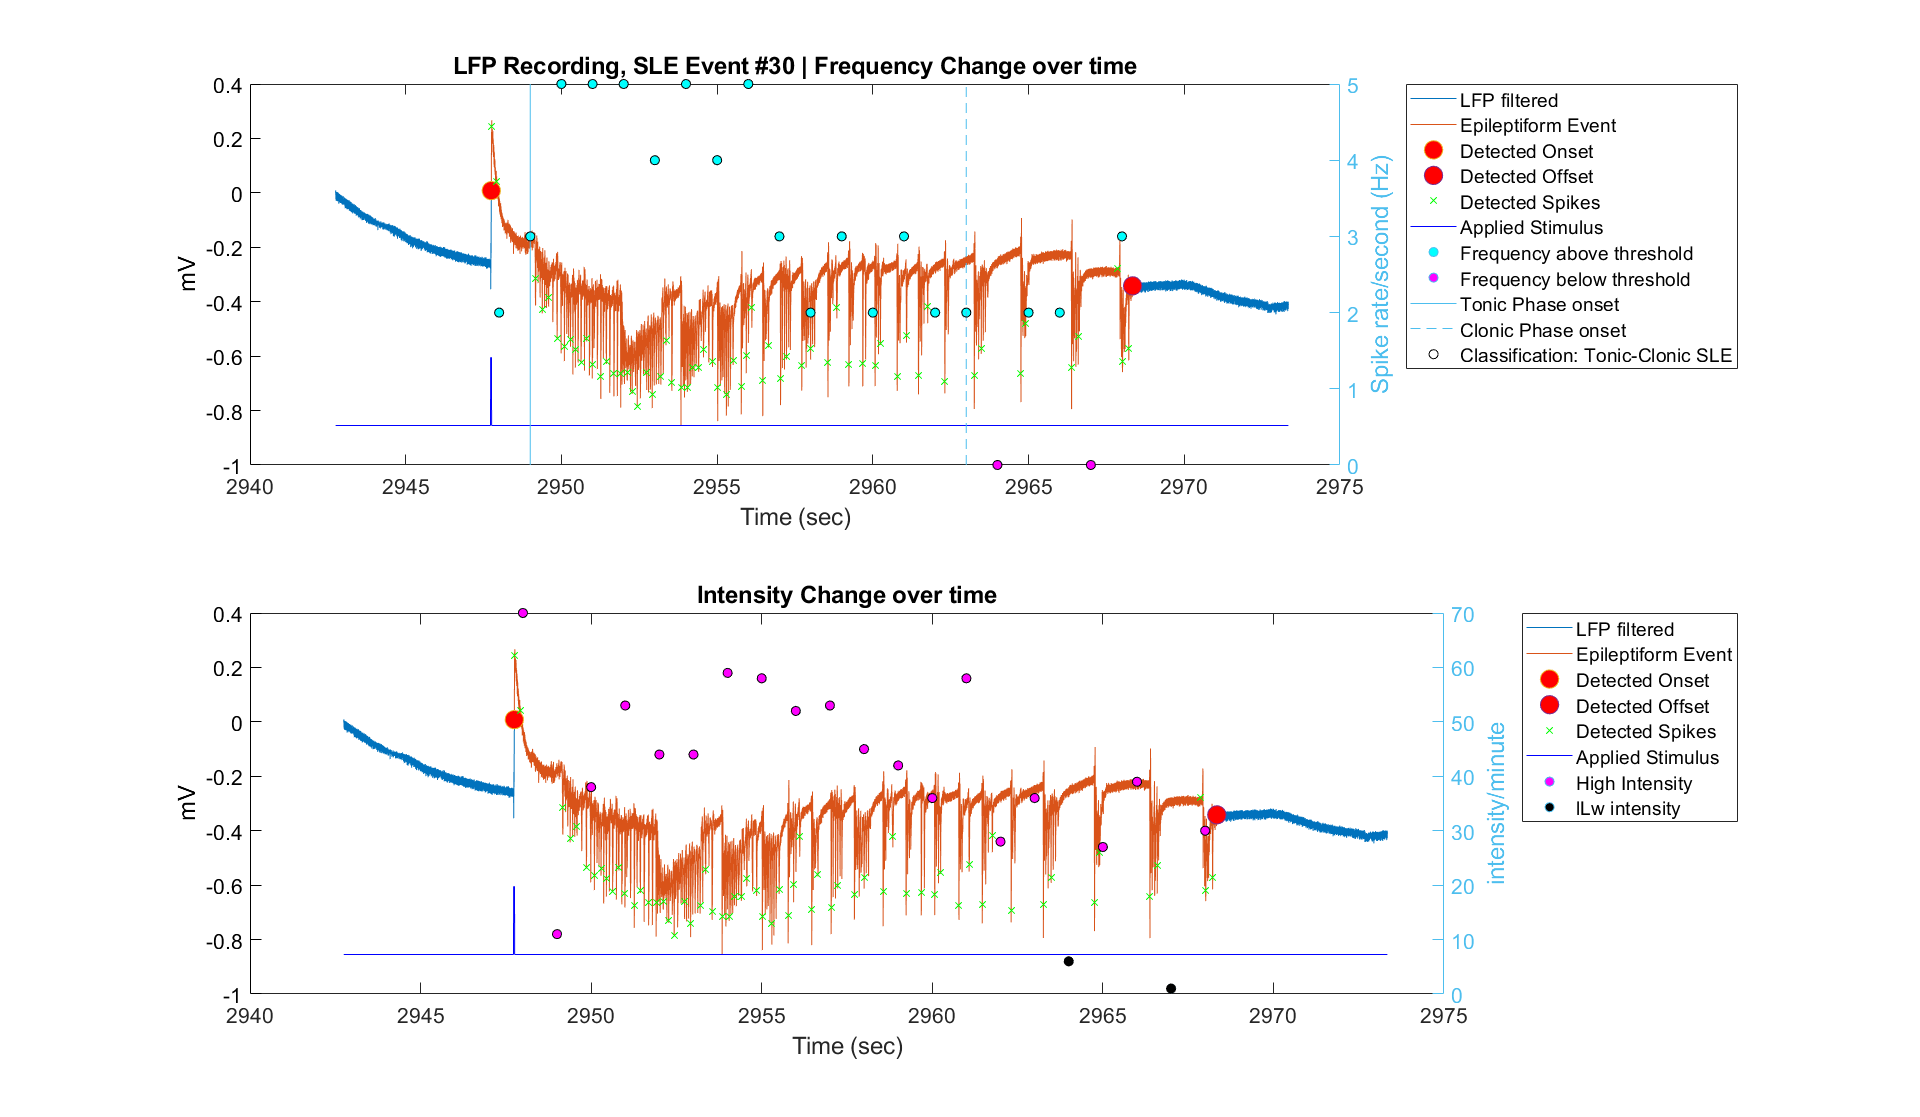 LFP Recording, SLE Event #30 | Frequency Change over time
0.4
0.2
0
-0.2
-0.4
-0.6
-0.8
-1
mV
5
4
3
2
1
0
Spike rate/second (Hz)
2940 2945 2950 2955 2960 2965 2970 2975
Time (sec)
LFP filtered
Epileptiform Event
Detected Onset
Detected Offset
Detected Spikes
Applied Stimulus
Frequency above threshold
Frequency below threshold
Tonic Phase onset
Clonic Phase onset
Classification: Tonic-Clonic SLE
Intensity Change over time
0.4
0.2
0
-0.2
-0.4
-0.6
-0.8
-1
mV
70
60
50
40
30
20
10
0
intensity/minute
2940 2945 2950 2955 2960 2965 2970 2975
Time (sec)
LFP filtered
Epileptiform Event
Detected Onset
Detected Offset
Detected Spikes
Applied Stimulus
High Intensity
lLw intensity